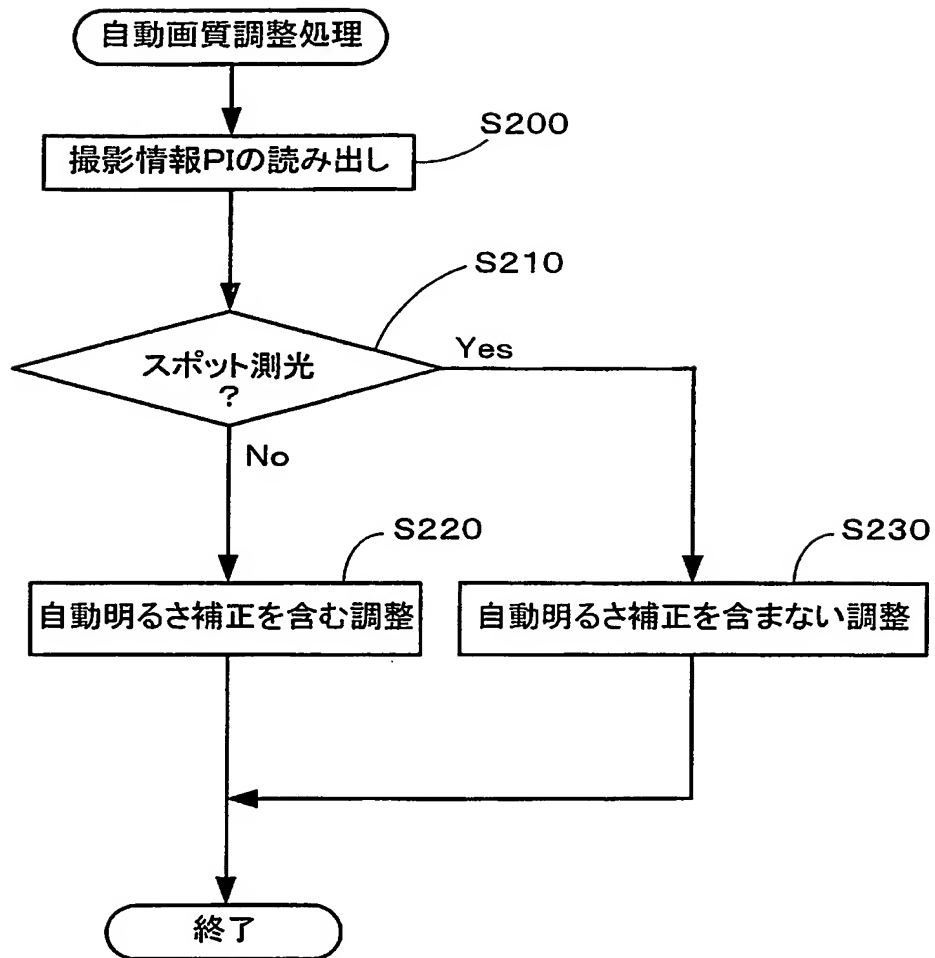 自動画質調整処理
S200
撮影情報PIの読み出し
S210
スポット測光
?
Yes
No
S220
S230
自動明るさ補正を含む調整
自動明るさ補正を含まない調整
終了